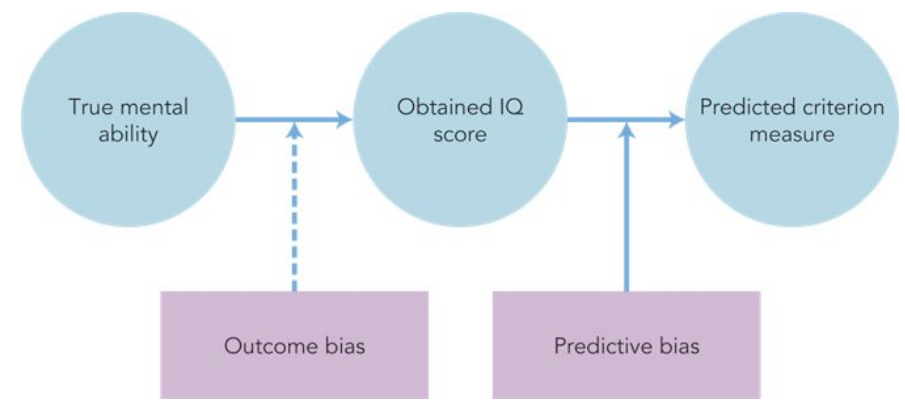 True mental
ability
Obtained IQ
score
Predicted criterion
measure
Outcome bias
Predictive bias